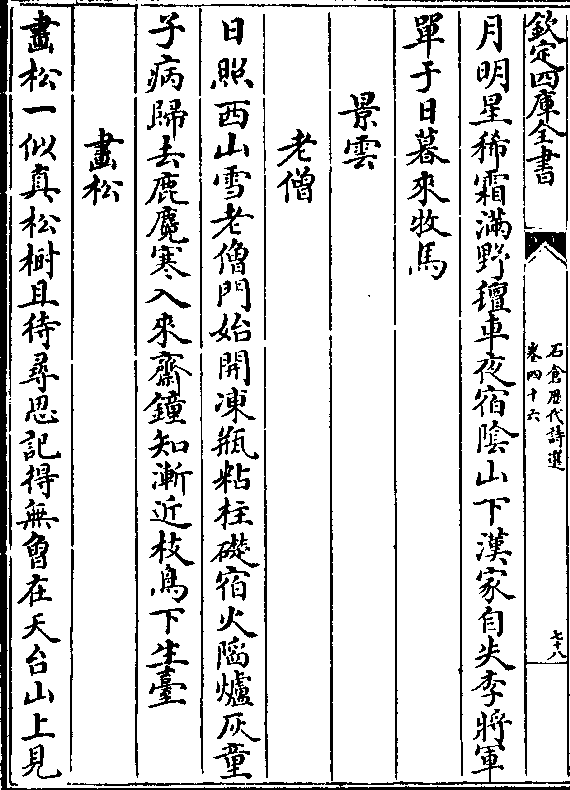 欽定四庫全書
石倉歴代詩選
卷四十六
七十八
月明星稀霜滿野氊車夜宿隂山下漢家自失李將軍
單于日暮來牧馬
景雲
老僧
日照西山雪老僧門始開凍瓶粘柱礎宿火䧟爐灰童
子病歸去鹿麑寒入來齋鐘知漸近枝鳥下生臺
畫松
畫松一似真松樹且待尋思記得無曾在天台山上見